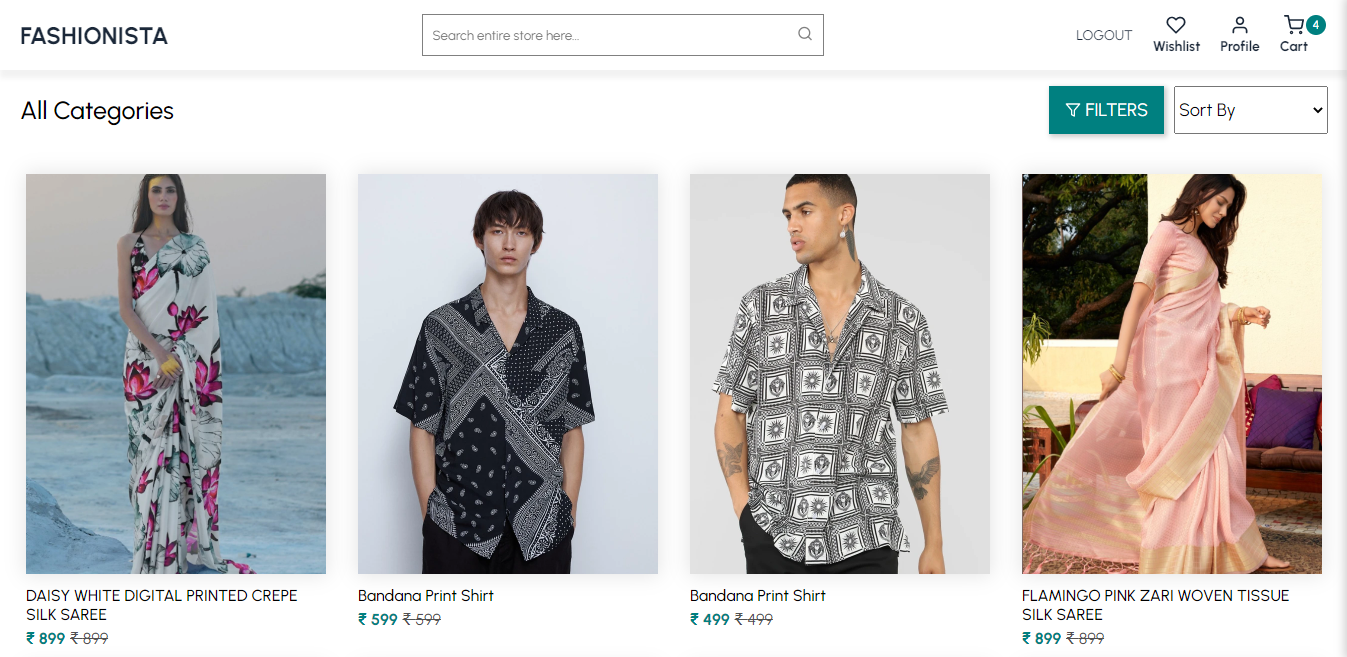 FASHIONISTA
Search entire store here...
LOGOUT
Wishlist
Profile
Cart
4
All Categories
FILTERS
Sort By
DAISY WHITE DIGITAL PRINTED CREPE
SILK SAREE
₹ 899 ₹ 899
Bandana Print Shirt
₹ 599 ₹ 599
Bandana Print Shirt
₹ 499 ₹ 499
FLAMINGO PINK ZARI WOVEN TISSUE
SILK SAREE
₹ 899 ₹ 899